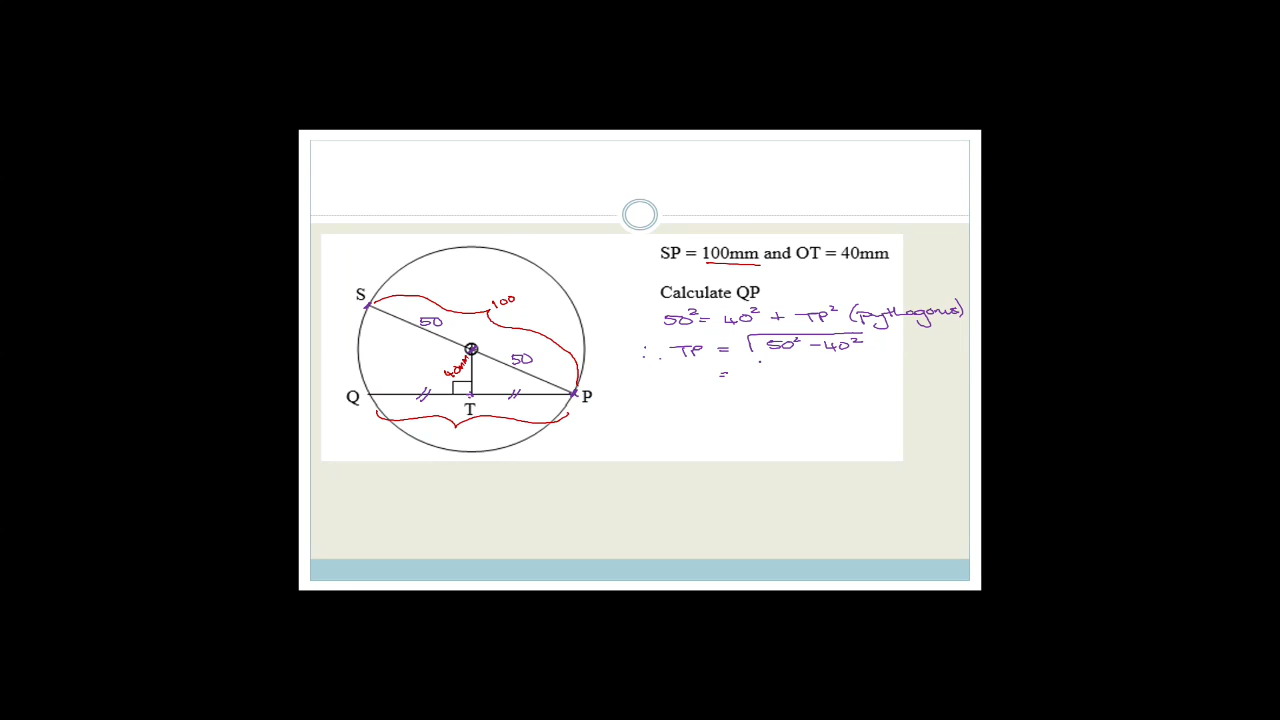 SP = 100mm and OT = 40mm
Calculate QP
50² = 40² + TP² (pythagorus)
∴ TP = √50² - 40²
=
S
100
50
50
40mm
Q
T
P